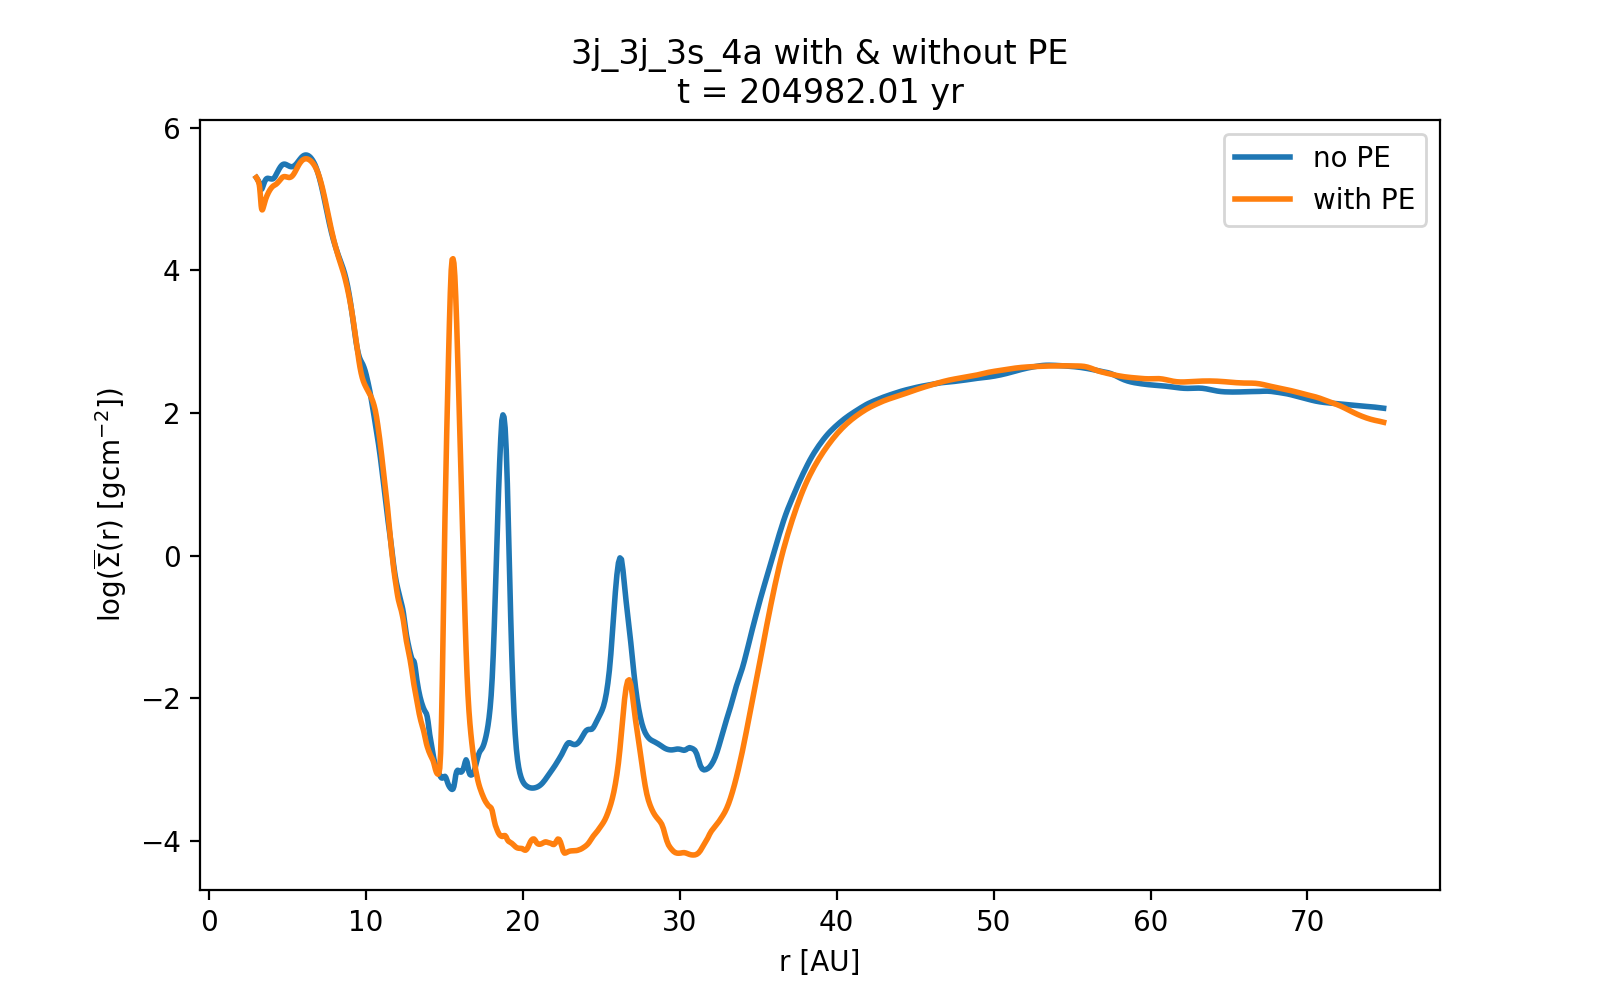 3j_3j_3s_4a with & without PE
t = 204982.01 yr
no PE
with PE
log(Σ̅(r) [gcm⁻²])
6
4
2
0
−2
−4
0 10 20 30 40 50 60 70
r [AU]